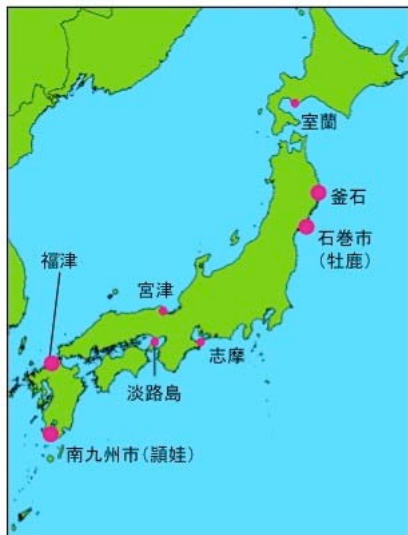 室蘭
釜石
石巻市
(牡鹿)
福津
宮津
志摩
淡路島
南九州市(頴娃)